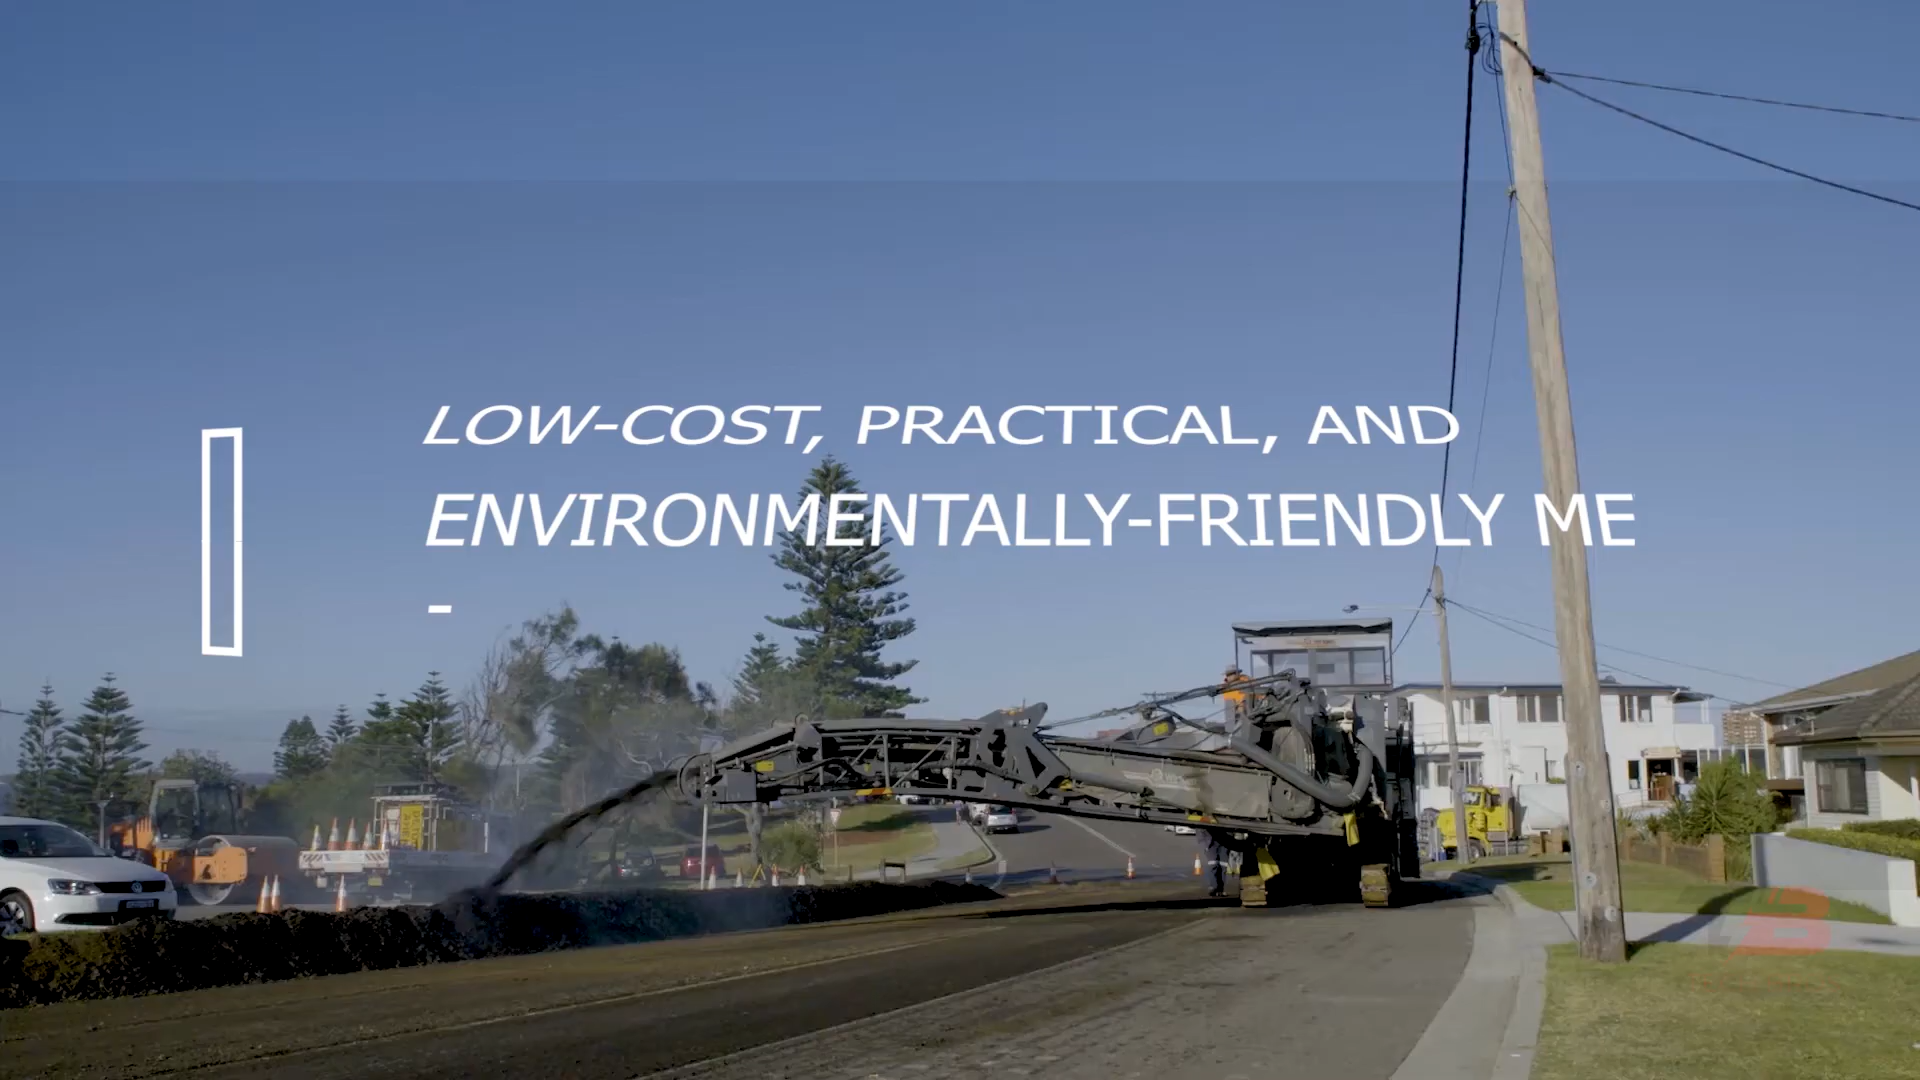 LOW-COST, PRACTICAL, AND
ENVIRONMENTALLY-FRIENDLY ME
-
B